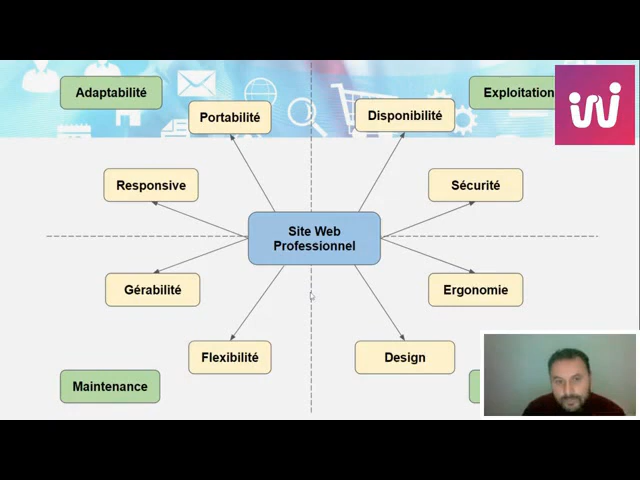 Adaptabilité
Exploitation
Portabilité
Disponibilité
Responsive
Sécurité
Site Web
Professionnel
Gérabilité
Ergonomie
Flexibilité
Design
Maintenance